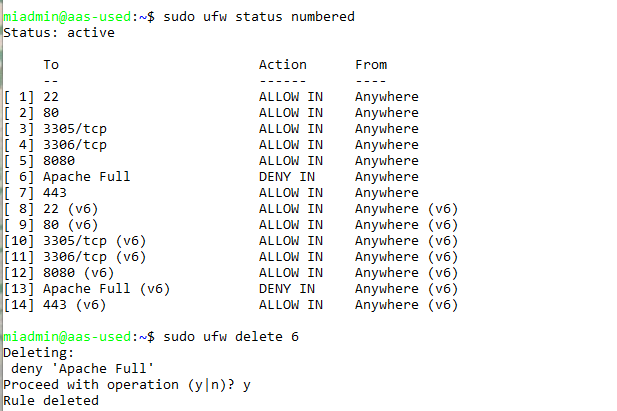 miadmin@aas-used:~$ sudo ufw status numbered
Status: active
To Action From
-- ------ ----
[ 1] 22 ALLOW IN Anywhere
[ 2] 80 ALLOW IN Anywhere
[ 3] 3305/tcp ALLOW IN Anywhere
[ 4] 3306/tcp ALLOW IN Anywhere
[ 5] 8080 ALLOW IN Anywhere
[ 6] Apache Full DENY IN Anywhere
[ 7] 443 ALLOW IN Anywhere
[ 8] 22 (v6) ALLOW IN Anywhere (v6)
[ 9] 80 (v6) ALLOW IN Anywhere (v6)
[10] 3305/tcp (v6) ALLOW IN Anywhere (v6)
[11] 3306/tcp (v6) ALLOW IN Anywhere (v6)
[12] 8080 (v6) ALLOW IN Anywhere (v6)
[13] Apache Full (v6) DENY IN Anywhere (v6)
[14] 443 (v6) ALLOW IN Anywhere (v6)
miadmin@aas-used:~$ sudo ufw delete 6
Deleting:
deny 'Apache Full'
Proceed with operation (y|n)? y
Rule deleted